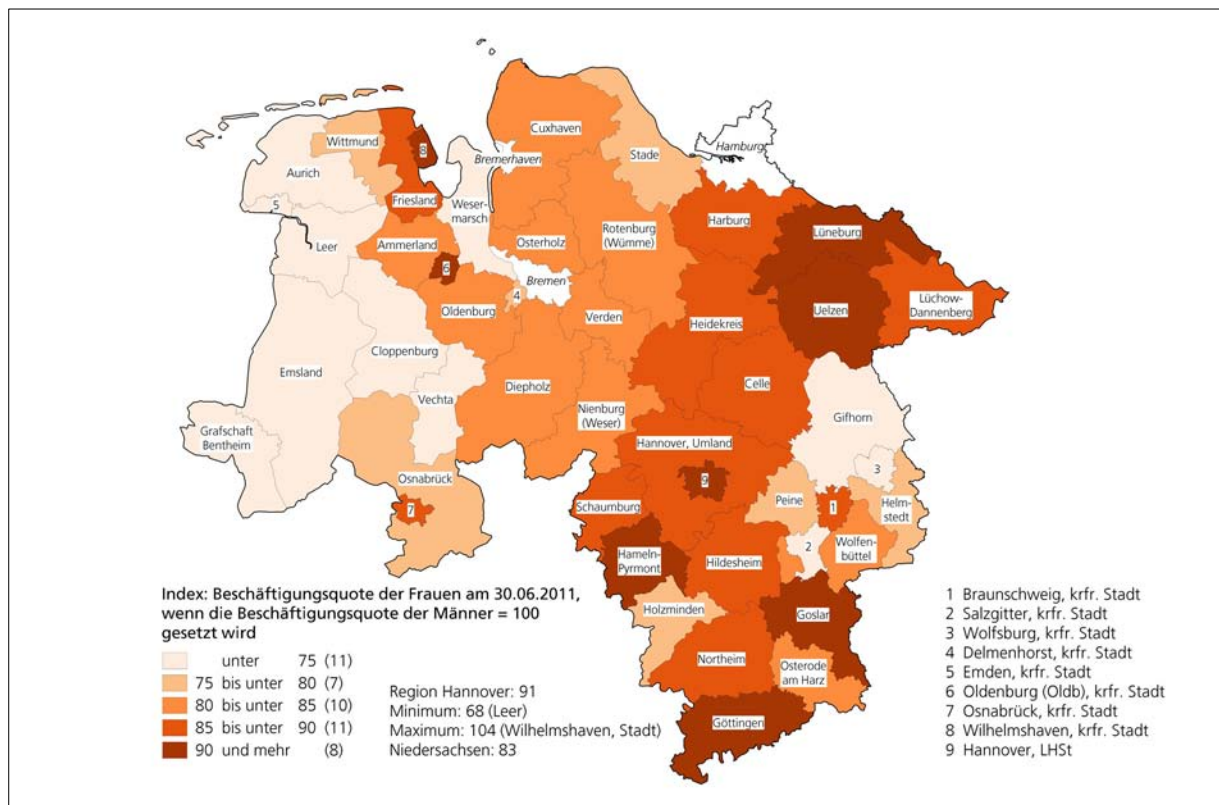 Cuxhaven
Hamburg
Wittmund
8
Bremerhaven
Stade
Aurich
5
Friesland
Weser-
marsch
Harburg
Lüneburg
Leer
Ammerland
Osterholz
Rotenburg
(Wümme)
6
Bremen
4
Oldenburg
Verden
Heidekreis
Uelzen
Lüchow-
Dannenberg
Cloppenburg
Emsland
Vechta
Diepholz
Celle
Nienburg
(Weser)
Gifhorn
Grafschaft
Bentheim
Hannover, Umland
3
Osnabrück
9
Peine
Helm-
stedt
7
Schaumburg
1
2
Wolfen-
büttel
Hameln-
Pyrmont
Hildesheim
Holzminden
Goslar
Northeim
Osterode
am Harz
Göttingen
Index: Beschäftigungsquote der Frauen am 30.06.2011,
wenn die Beschäftigungsquote der Männer = 100
gesetzt wird
unter 75 (11)
75 bis unter 80 (7)
80 bis unter 85 (10)
85 bis unter 90 (11)
90 und mehr (8)
Region Hannover: 91
Minimum: 68 (Leer)
Maximum: 104 (Wilhelmshaven, Stadt)
Niedersachsen: 83
1 Braunschweig, krfr. Stadt
2 Salzgitter, krfr. Stadt
3 Wolfsburg, krfr. Stadt
4 Delmenhorst, krfr. Stadt
5 Emden, krfr. Stadt
6 Oldenburg (Oldb), krfr. Stadt
7 Osnabrück, krfr. Stadt
8 Wilhelmshaven, krfr. Stadt
9 Hannover, LHSt